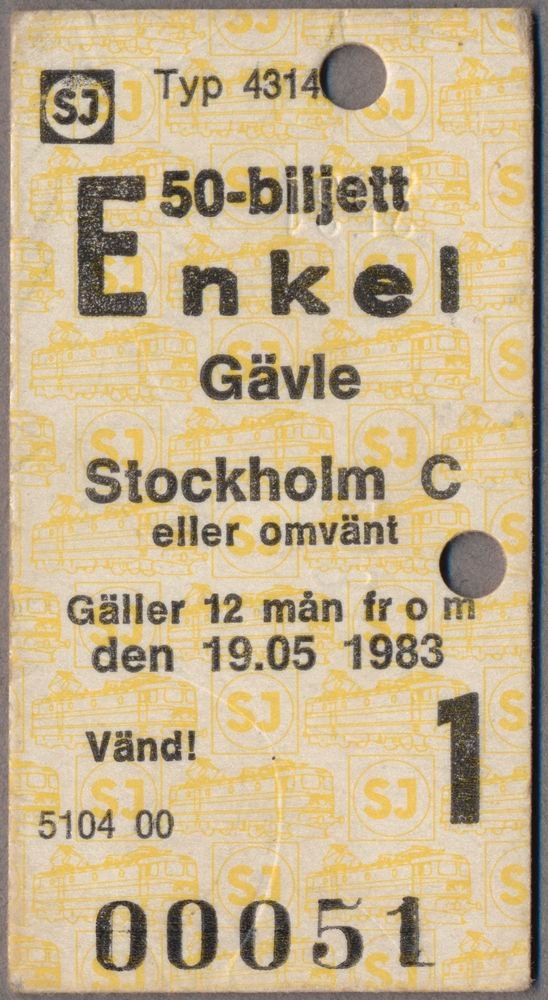 SJ Typ 4314
50-biljett
Enkel
Gävle
Stockholm C
eller omvänt
Gäller 12 mån from
den 19.05 1983
1
Vänd!
5104 00
00051